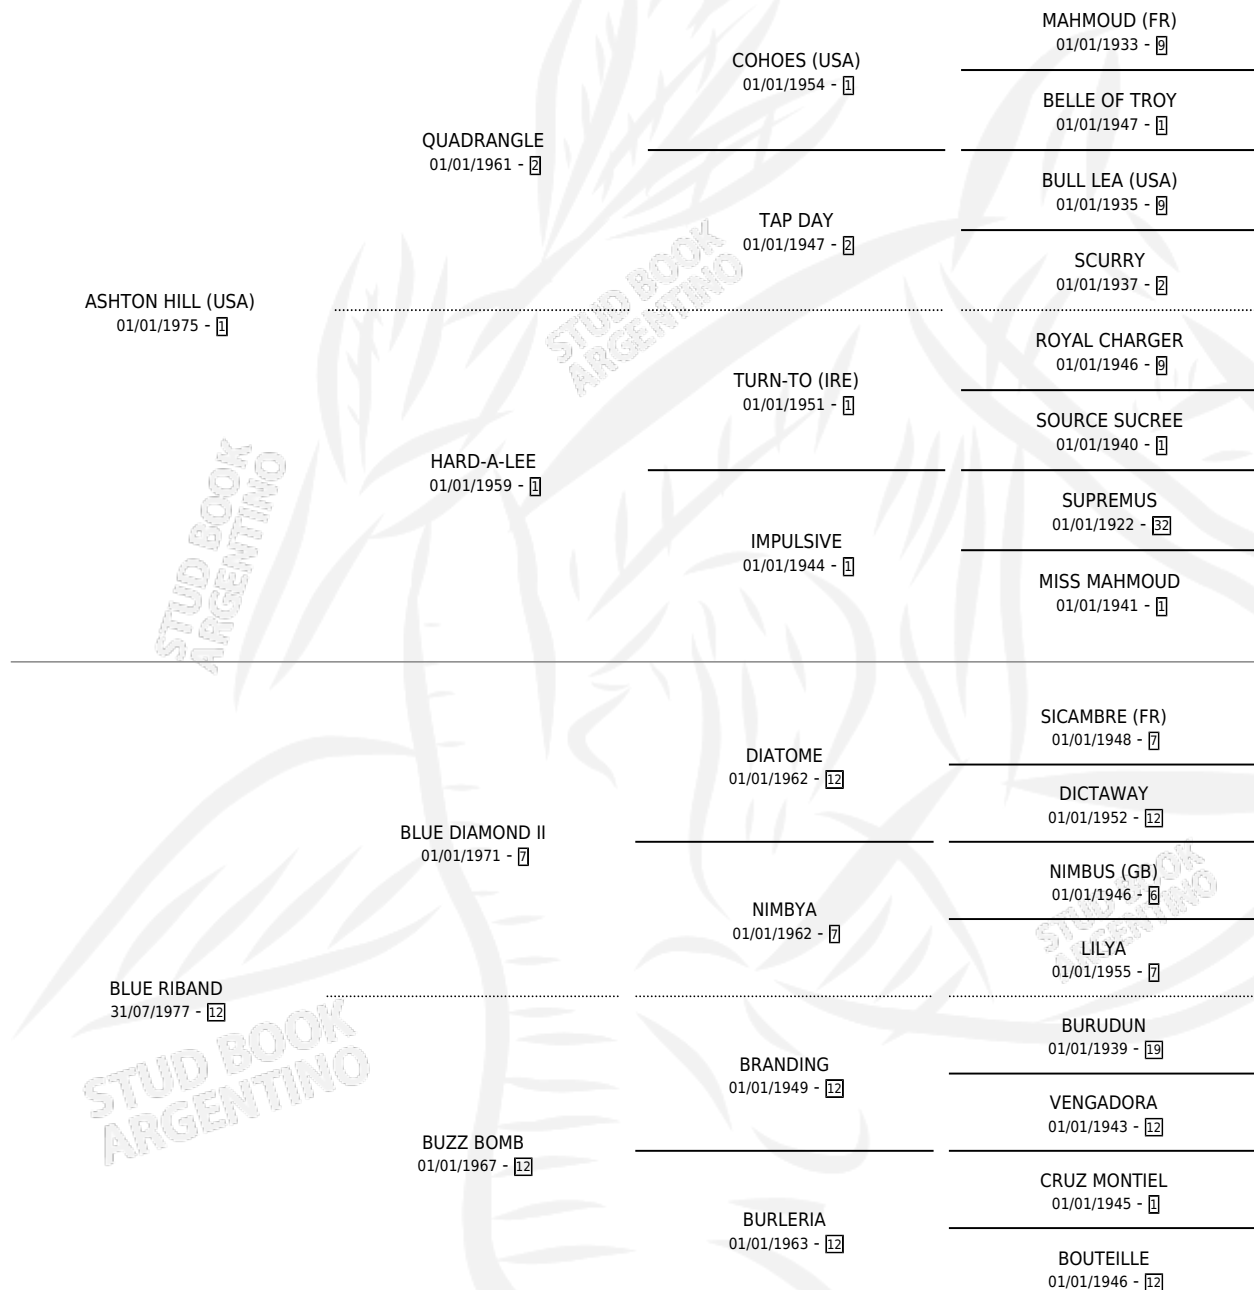 MAHMOUD (FR)
01/01/1933 - 9
COHOES (USA)
01/01/1954 - 1
BELLE OF TROY
01/01/1947 - 1
QUADRANGLE
01/01/1961 - 2
BULL LEA (USA)
01/01/1935 - 9
TAP DAY
01/01/1947 - 2
SCURRY
01/01/1937 - 2
ASHTON HILL (USA)
01/01/1975 - 1
ROYAL CHARGER
01/01/1946 - 9
TURN-TO (IRE)
01/01/1951 - 1
SOURCE SUCREE
01/01/1940 - 1
HARD-A-LEE
01/01/1959 - 1
SUPREMUS
01/01/1922 - 32
IMPULSIVE
01/01/1944 - 1
MISS MAHMOUD
01/01/1941 - 1
SICAMBRE (FR)
01/01/1948 - 7
DIATOME
01/01/1962 - 12
DICTAWAY
01/01/1952 - 12
BLUE DIAMOND II
01/01/1971 - 7
NIMBUS (GB)
01/01/1946 - 6
NIMBYA
01/01/1962 - 7
LILYA
01/01/1955 - 7
BLUE RIBAND
31/07/1977 - 12
BURUDUN
01/01/1939 - 19
BRANDING
01/01/1949 - 12
VENGADORA
01/01/1943 - 12
BUZZ BOMB
01/01/1967 - 12
CRUZ MONTIEL
01/01/1945 - 1
BURLERIA
01/01/1963 - 12
BOUTEILLE
01/01/1946 - 12
STUD BOOK
ARGENTINO
STUD BOOK
ARGENTINO
STUD BOOK
ARGENTINO
STUD BOOK
ARGENTINO